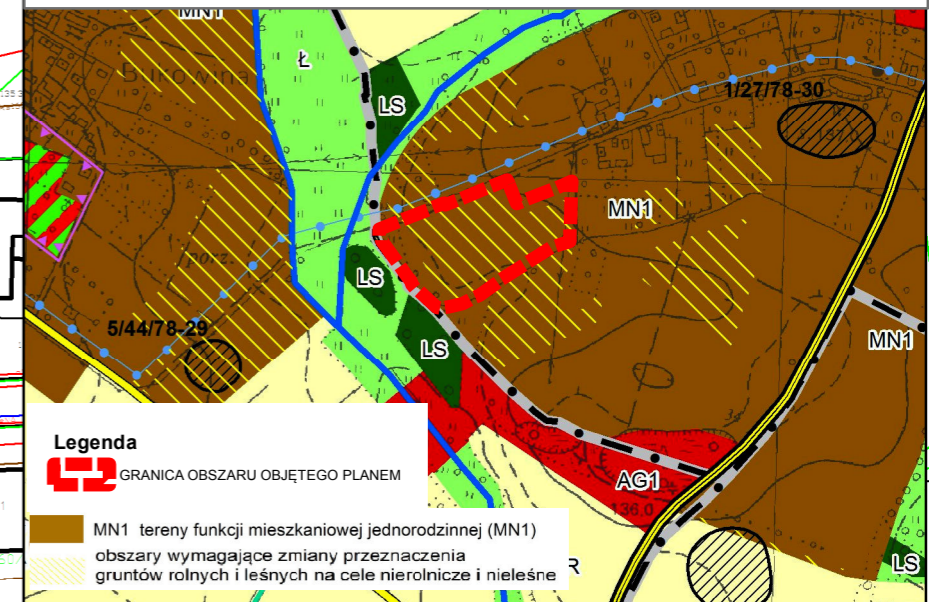 MN1
Bukowina
Ł
LS
1/27/78-30
MN1
LS
5/44/78-29
LS
MN1
AG1
136.0
R
LS
Legenda
GRANICA OBSZARU OBJĘTEGO PLANEM
MN1 tereny funkcji mieszkaniowej jednorodzinnej (MN1)
obszary wymagające zmiany przeznaczenia
gruntów rolnych i leśnych na cele nierolnicze i nieleśne